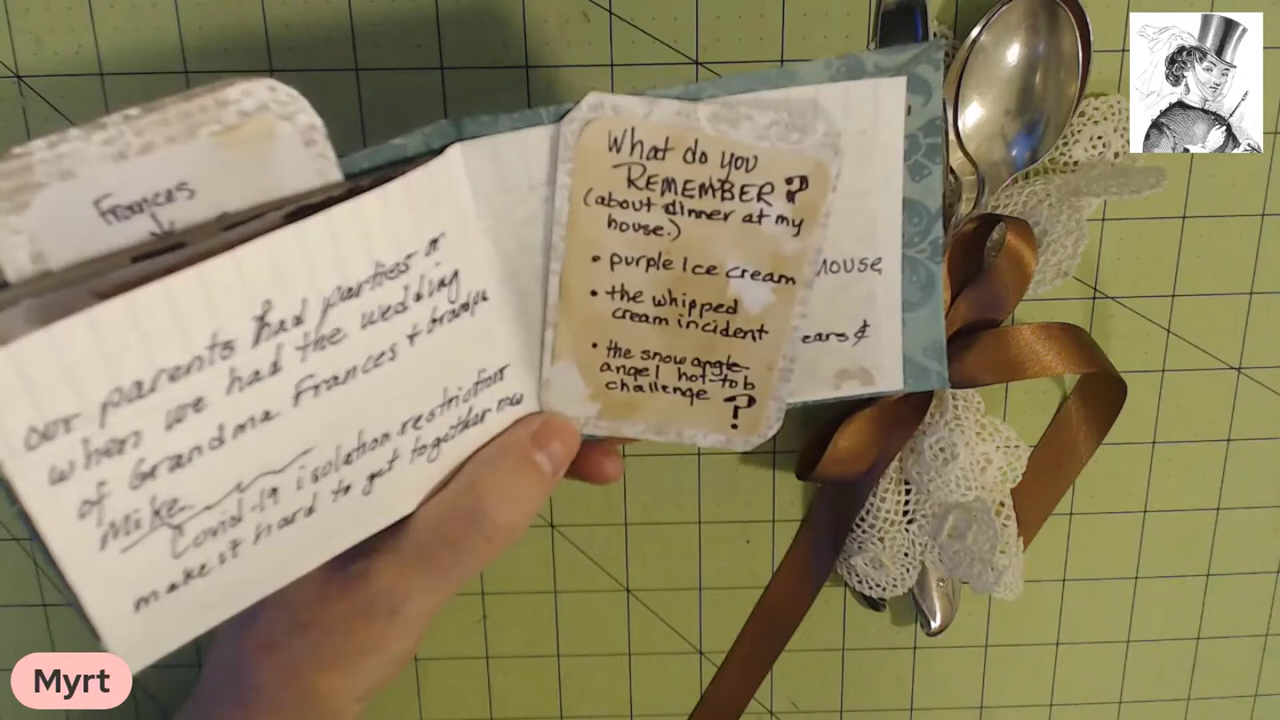 Frances
our parents had parties or
when we had the wedding
of Grandma Frances + Grandpa
Mike
Covid-19 isolation restrictions
make it hard to get together now
What do you
REMEMBER?
(about dinner at my
house.)
• purple Ice cream
• the whipped
cream incident
• the snow angle
angel hot-tob
challenge
?
house
ears &
Myrt